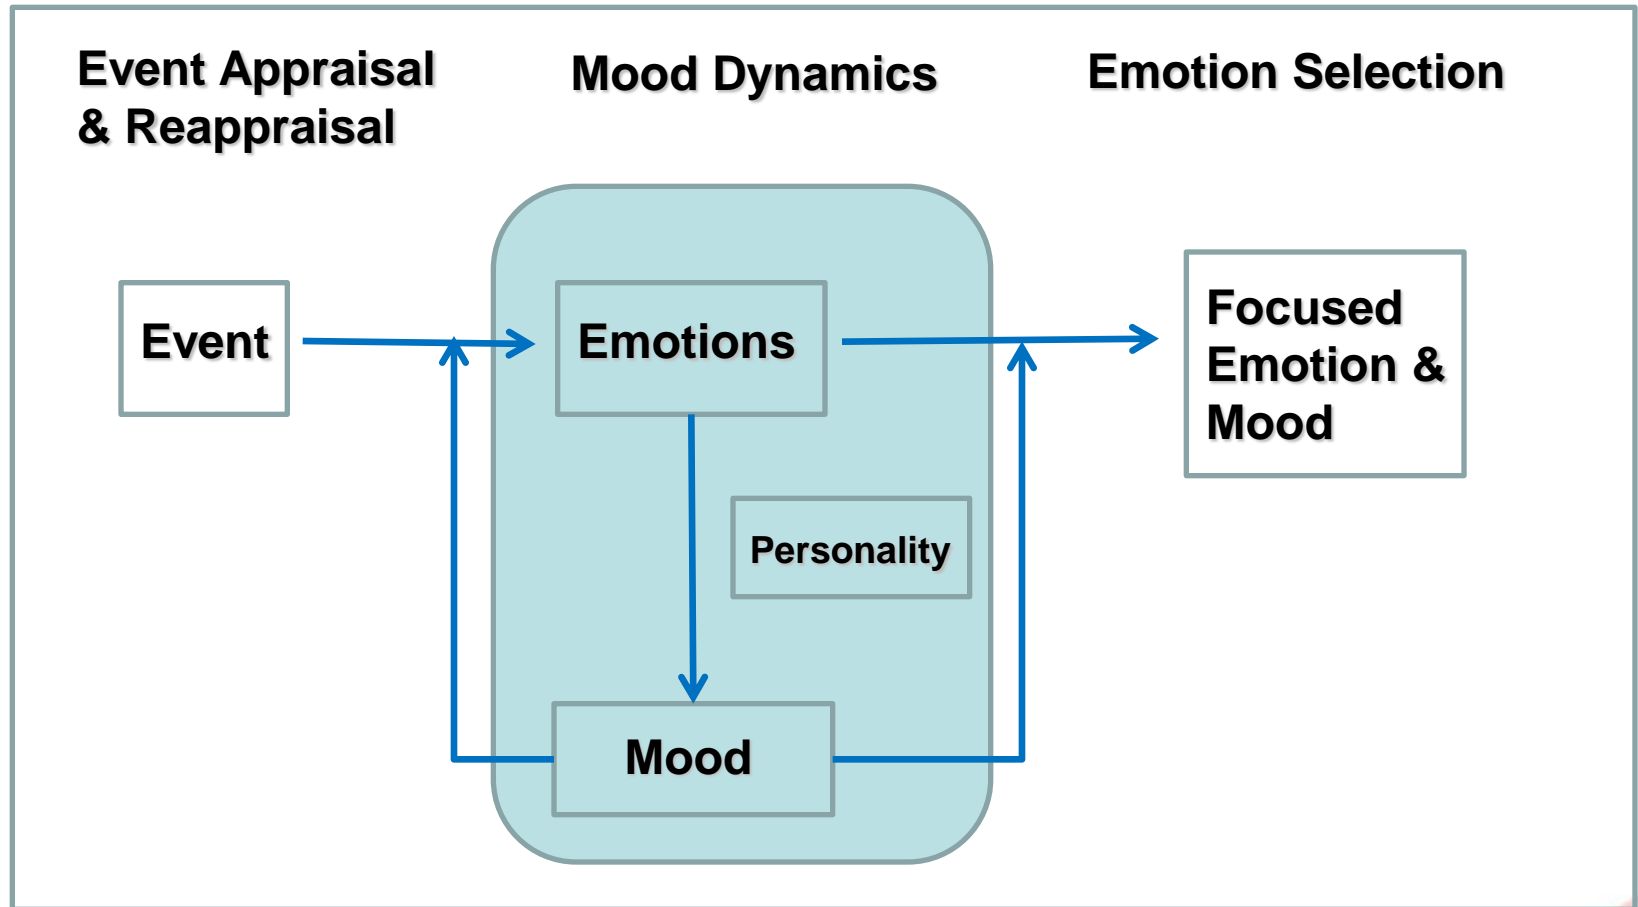 Event Appraisal
& Reappraisal
Mood Dynamics
Emotion Selection
Event
Emotions
Focused
Emotion &
Mood
Personality
Mood